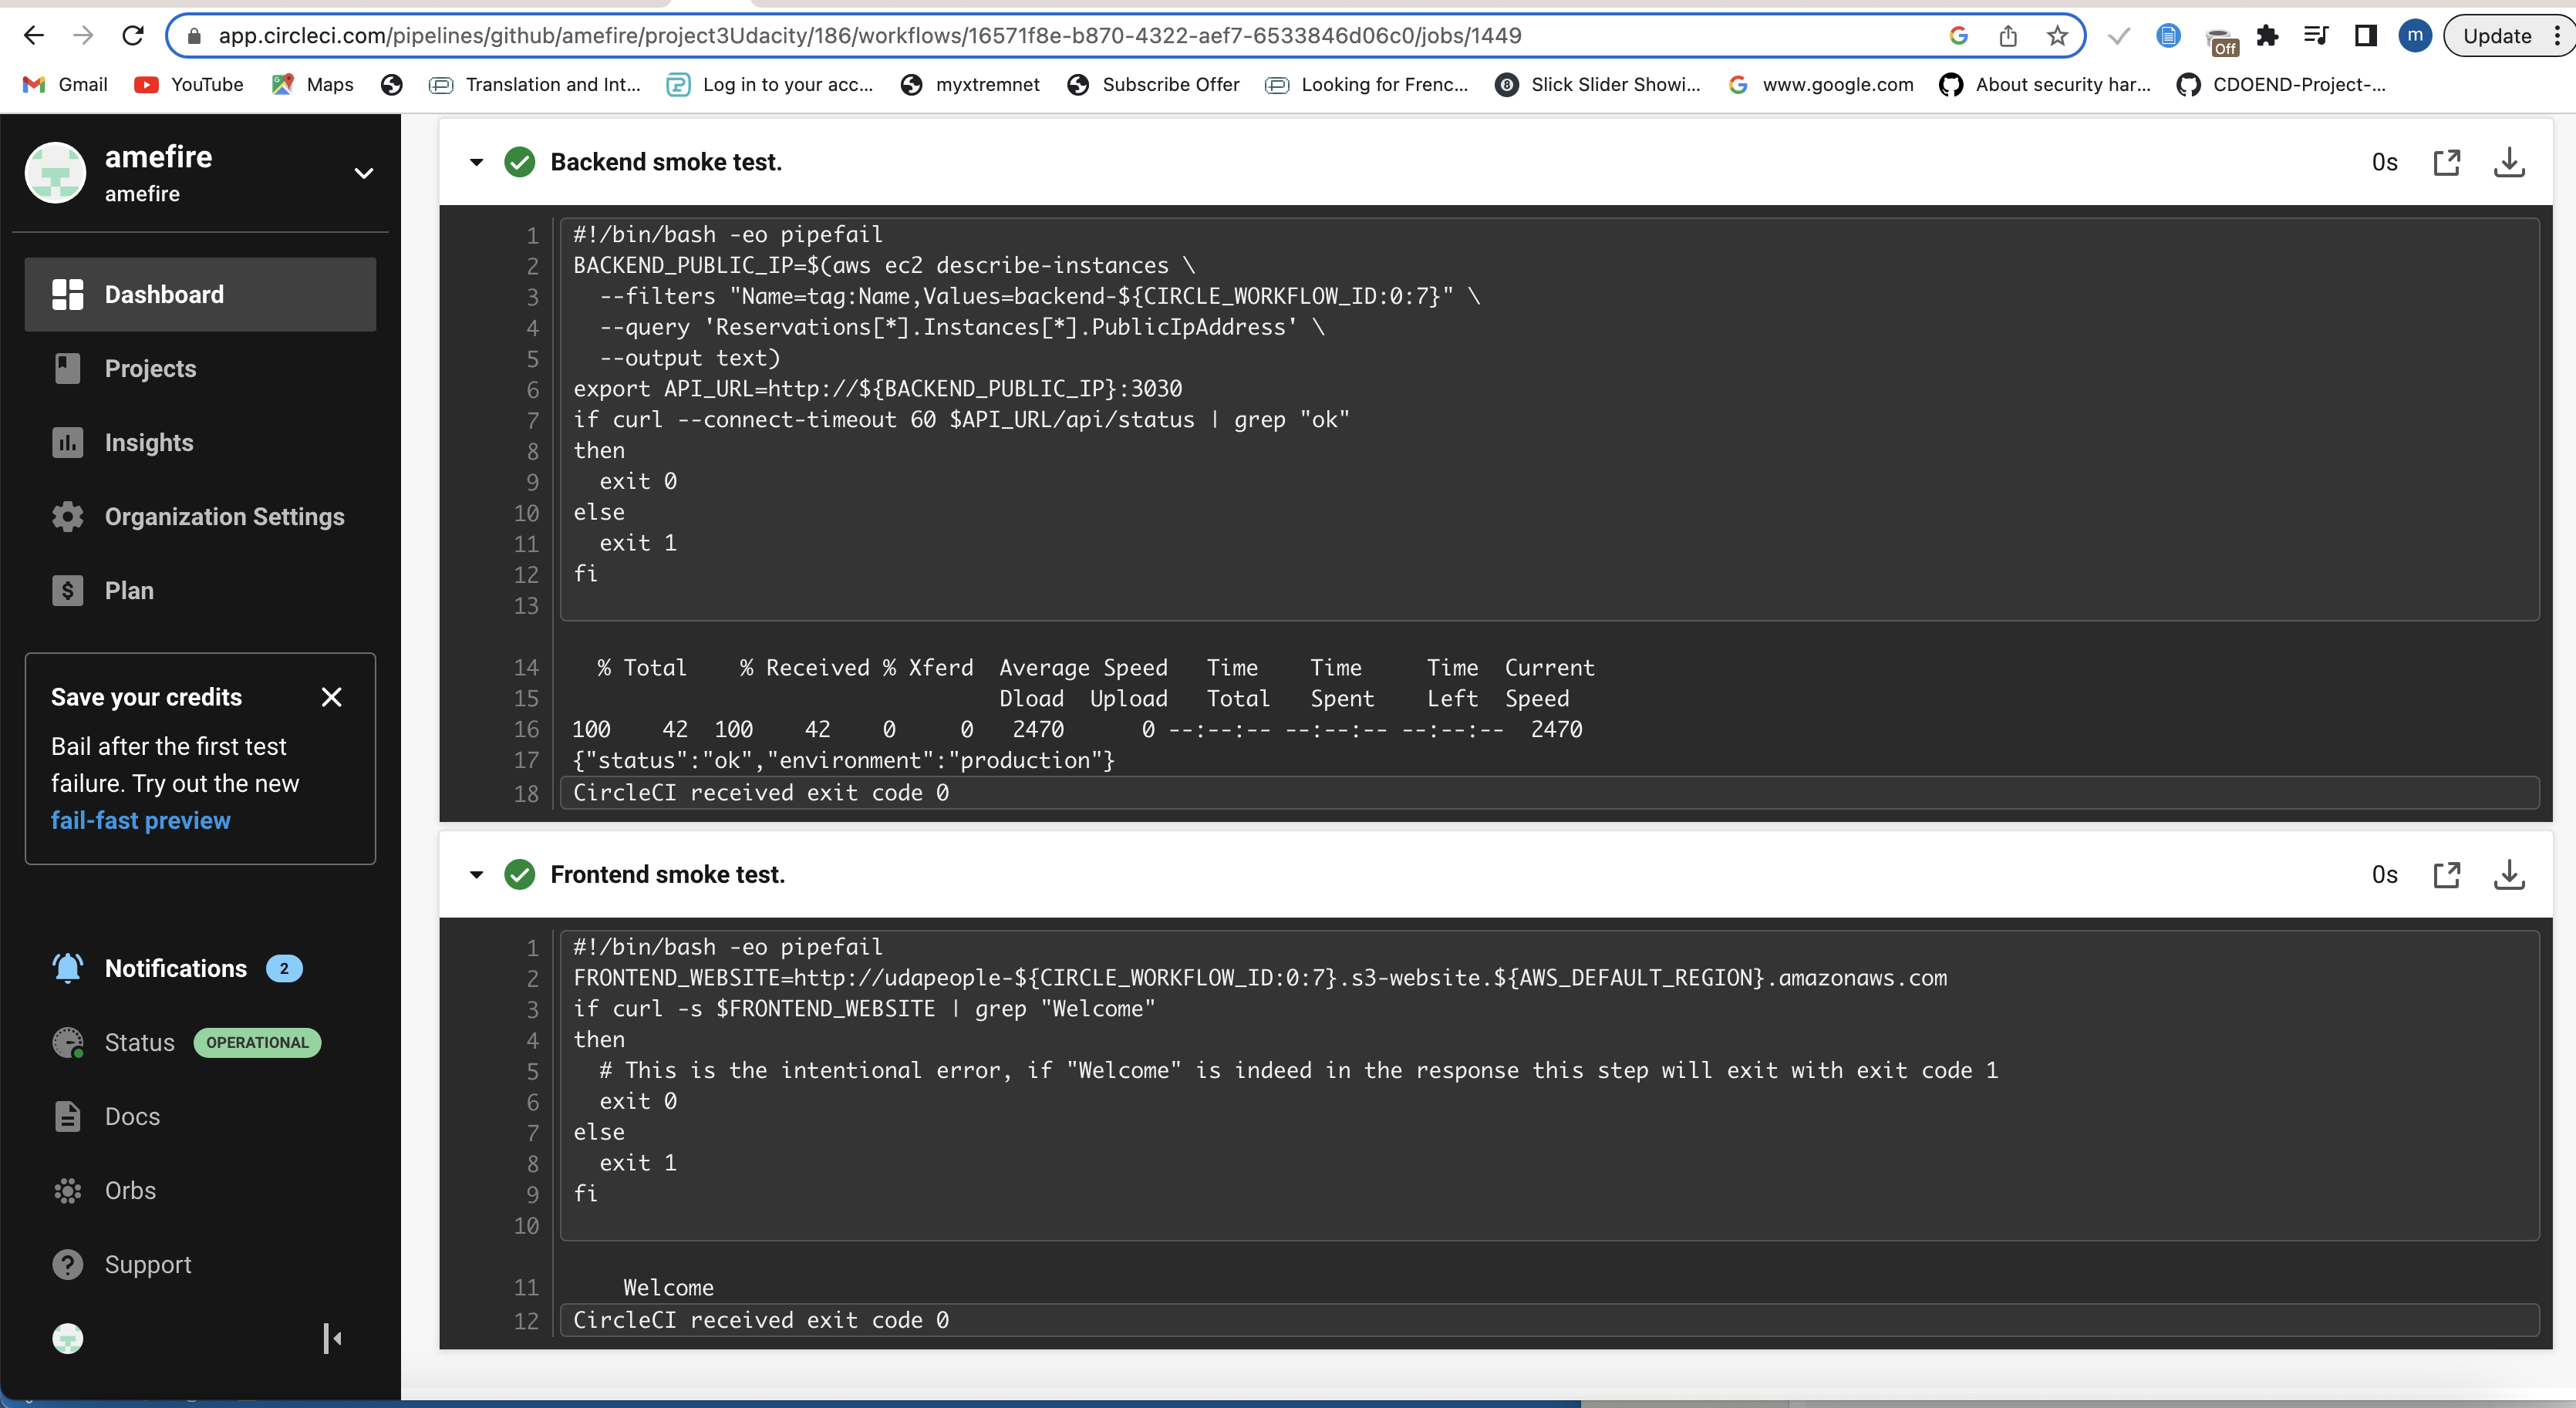 app.circleci.com/pipelines/github/amefire/project3Udacity/186/workflows/16571f8e-b870-4322-aef7-6533846d06c0/jobs/1449
Off
m
Update
Gmail
YouTube
Maps
Translation and Int...
Log in to your acc...
myxtremnet
Subscribe Offer
Looking for Frenc...
Slick Slider Showi...
www.google.com
About security har...
CDOEND-Project-...
amefire
amefire
Dashboard
Projects
Insights
Organization Settings
Plan
Save your credits
Bail after the first test
failure. Try out the new
fail-fast preview
Notifications 2
Status OPERATIONAL
Docs
Orbs
Support
Backend smoke test.
0s
1 #!/bin/bash -eo pipefail
2 BACKEND_PUBLIC_IP=$(aws ec2 describe-instances \
3   --filters "Name=tag:Name,Values=backend-${CIRCLE_WORKFLOW_ID:0:7}" \
4   --query 'Reservations[*].Instances[*].PublicIpAddress' \
5   --output text)
6 export API_URL=http://${BACKEND_PUBLIC_IP}:3030
7 if curl --connect-timeout 60 $API_URL/api/status | grep "ok"
8 then
9   exit 0
10 else
11   exit 1
12 fi
13
14   % Total    % Received % Xferd  Average Speed   Time    Time     Time  Current
15                                  Dload  Upload   Total   Spent    Left  Speed
16 100    42  100    42    0     0   2470      0 --:--:-- --:--:-- --:--:--  2470
17 {"status":"ok","environment":"production"}
18 CircleCI received exit code 0
Frontend smoke test.
0s
1 #!/bin/bash -eo pipefail
2 FRONTEND_WEBSITE=http://udapeople-${CIRCLE_WORKFLOW_ID:0:7}.s3-website.${AWS_DEFAULT_REGION}.amazonaws.com
3 if curl -s $FRONTEND_WEBSITE | grep "Welcome"
4 then
5   # This is the intentional error, if "Welcome" is indeed in the response this step will exit with exit code 1
6   exit 0
7 else
8   exit 1
9 fi
10
11     Welcome
12 CircleCI received exit code 0